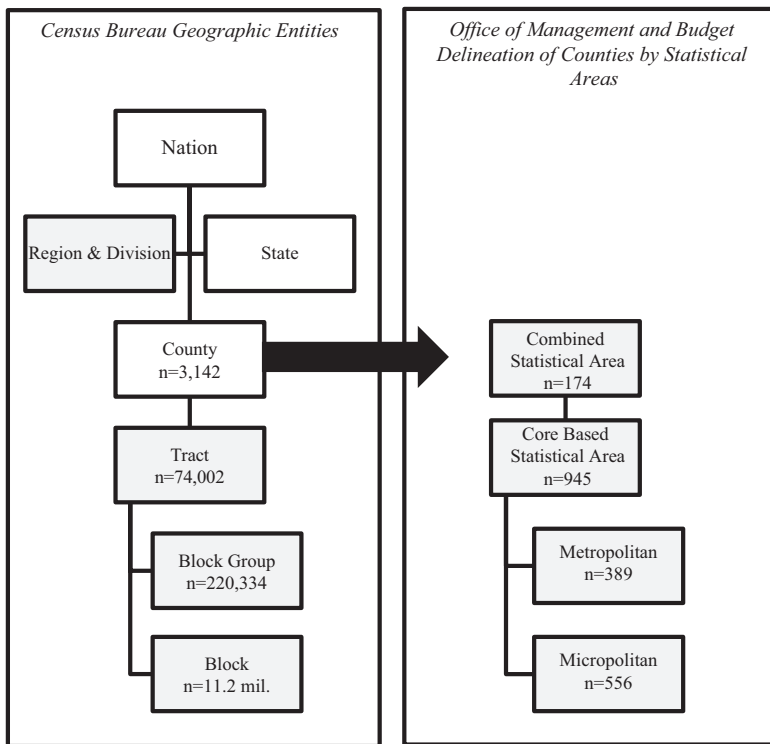 Census Bureau Geographic Entities
Nation
Region & Division
State
County
n=3,142
Tract
n=74,002
Block Group
n=220,334
Block
n=11.2 mil.
Office of Management and Budget
Delineation of Counties by Statistical
Areas
Combined
Statistical Area
n=174
Core Based
Statistical Area
n=945
Metropolitan
n=389
Micropolitan
n=556